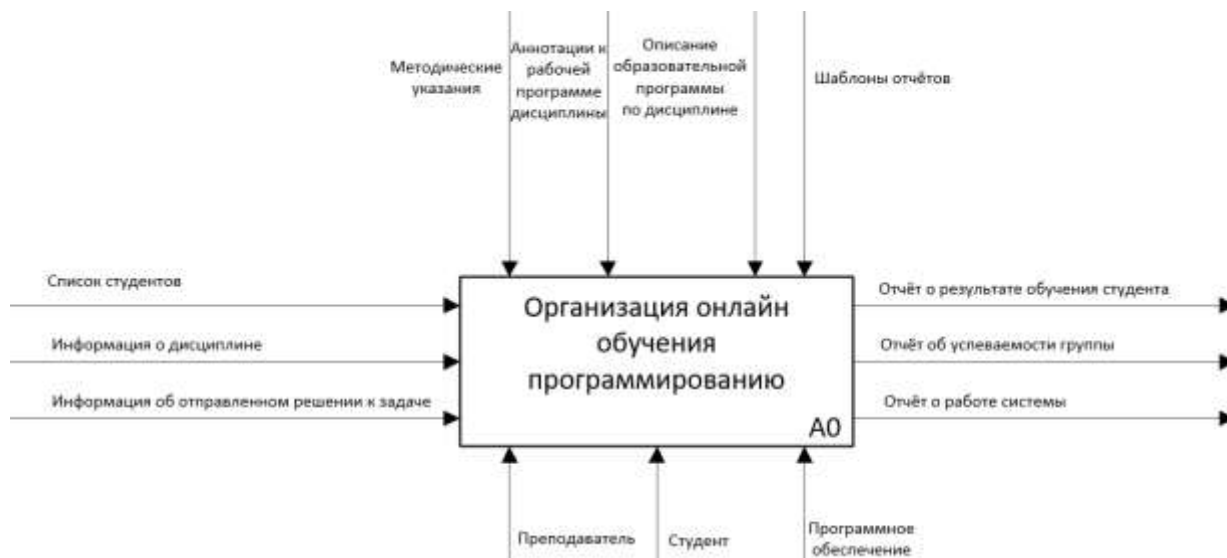 Методические
указания
Аннотации к
рабочей
программе
дисциплины
Описание
образовательной
программы
по дисциплине
Шаблоны отчётов
Список студентов
Информация о дисциплине
Информация об отправленном решении к задаче
Организация онлайн
обучения
программированию
A0
Отчёт о результате обучения студента
Отчёт об успеваемости группы
Отчёт о работе системы
Преподаватель
Студент
Программное
обеспечение